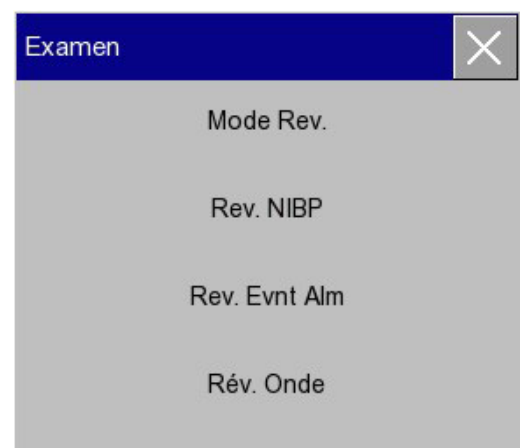 Examen
Mode Rev.
Rev. NIBP
Rev. Evnt Alm
Rév. Onde